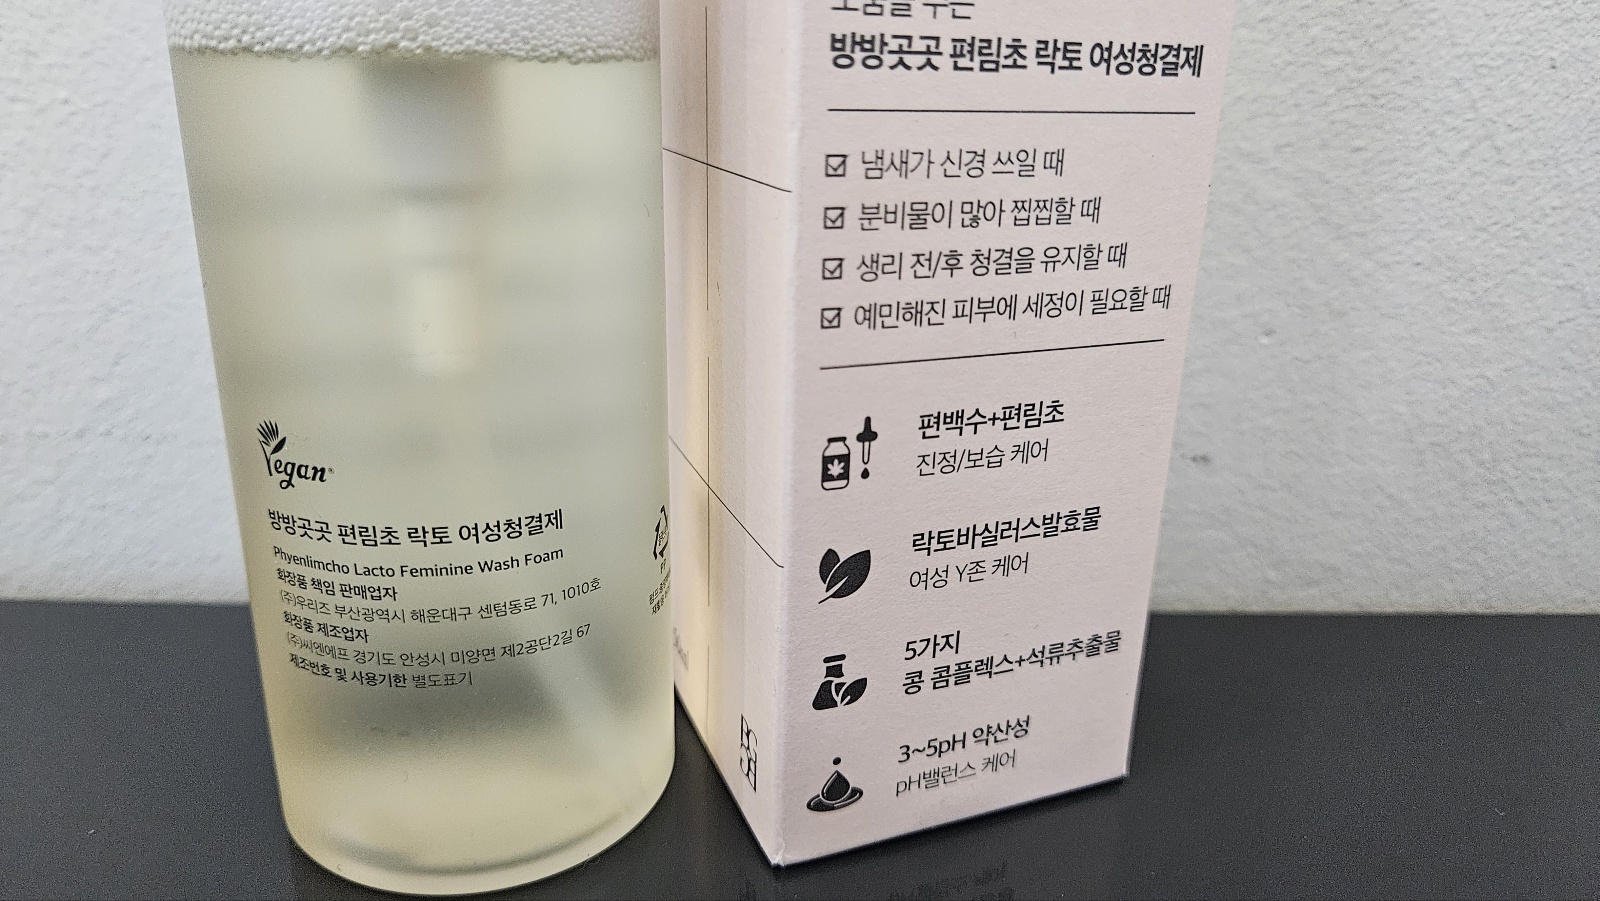 Vegan
방방곳곳 편림초 락토 여성청결제
Phyenlimcho Lacto Feminine Wash Foam
화장품 책임 판매업자
(주)우리즈 부산광역시 해운대구 센텀동로 71, 1010호
화장품 제조업자
(주)씨엔에프 경기도 안성시 미양면 제2공단2길 67
제조번호 및 사용기한 별도표기
PP
도움을 주는
방방곳곳 편림초 락토 여성청결제
냄새가 신경 쓰일 때
분비물이 많아 찝찝할 때
생리 전/후 청결을 유지할 때
예민해진 피부에 세정이 필요할 때
편백수+편림초
진정/보습 케어
락토바실러스발효물
여성 Y존 케어
5가지
콩 콤플렉스+석류추출물
3~5pH 약산성
pH밸런스 케어